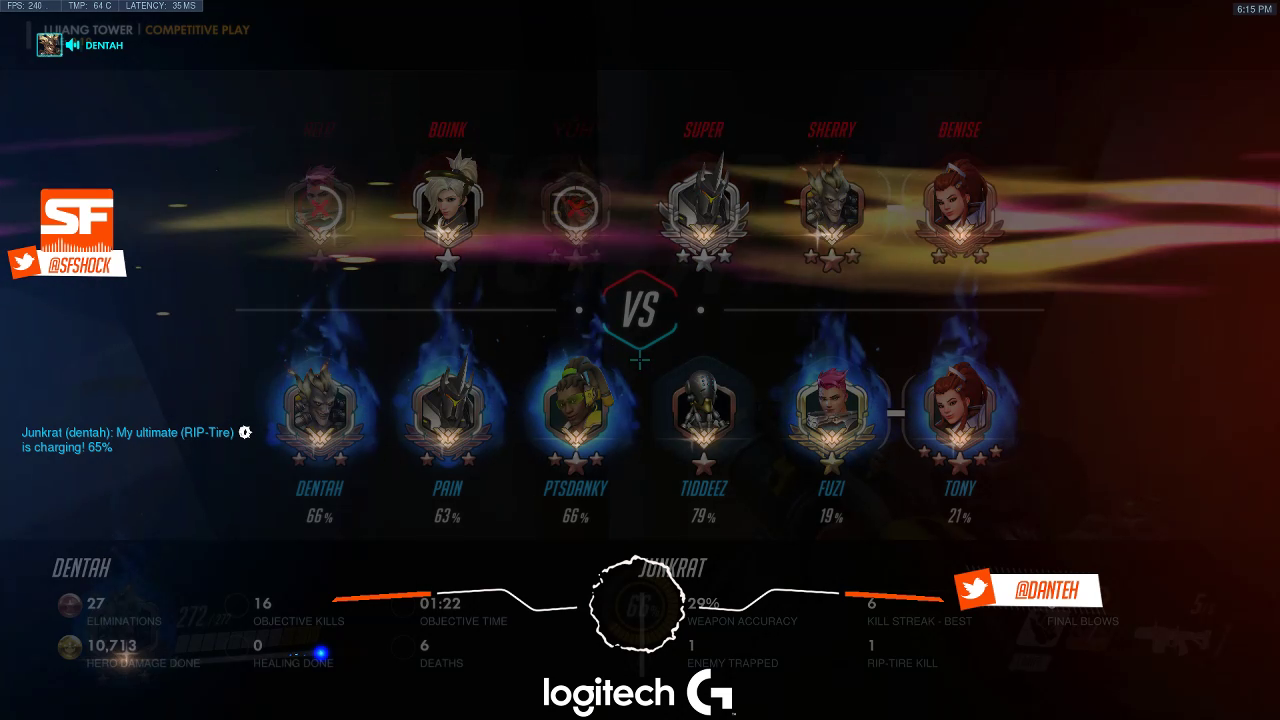 FPS: 240 TMP: 64 C LATENCY: 35 MS
6:15 PM
LIJIANG TOWER | COMPETITIVE PLAY
DENTAH
BOINK SUPER SHERRY BENISE
SF
@SFSHOCK
VS
Junkrat (dentah): My ultimate (RIP-Tire)
is charging! 65%
DENTAH PAIN PTSDANKY TIDDEEZ FUZI TONY
66% 63% 66% 79% 19% 21%
DENTAH JUNKRAT
@DANTEH
27 16 01:22 29% 6
ELIMINATIONS OBJECTIVE KILLS OBJECTIVE TIME WEAPON ACCURACY KILL STREAK - BEST FINAL BLOWS
10,713 0 6 1 1
HERO DAMAGE DONE HEALING DONE DEATHS ENEMY TRAPPED RIP-TIRE KILL
logitech G